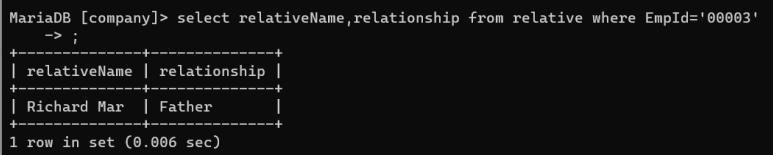 MariaDB [company]> select relativeName,relationship from relative where EmpId='00003'
    -> ;
+--------------+--------------+
| relativeName | relationship |
+--------------+--------------+
| Richard Mar  | Father       |
+--------------+--------------+
1 row in set (0.006 sec)